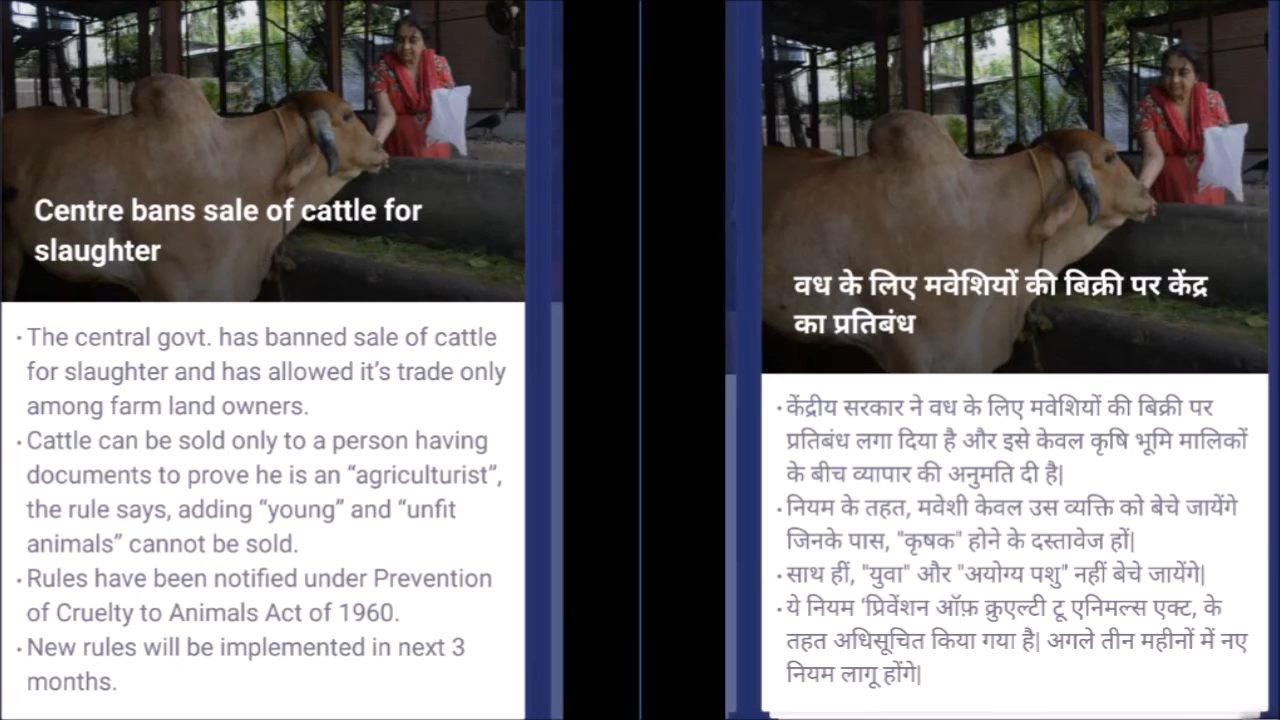 Centre bans sale of cattle for
slaughter
· The central govt. has banned sale of cattle
for slaughter and has allowed it’s trade only
among farm land owners.
· Cattle can be sold only to a person having
documents to prove he is an “agriculturist”,
the rule says, adding “young” and “unfit
animals” cannot be sold.
· Rules have been notified under Prevention
of Cruelty to Animals Act of 1960.
· New rules will be implemented in next 3
months.
वध के लिए मवेशियों की बिक्री पर केंद्र
का प्रतिबंध
· केंद्रीय सरकार ने वध के लिए मवेशियों की बिक्री पर
प्रतिबंध लगा दिया है और इसे केवल कृषि भूमि मालिकों
के बीच व्यापार की अनुमति दी है|
· नियम के तहत, मवेशी केवल उस व्यक्ति को बेचे जायेंगे
जिनके पास, "कृषक" होने के दस्तावेज हों|
· साथ हीं, "युवा" और "अयोग्य पशु" नहीं बेचे जायेंगे|
· ये नियम ‘प्रिवेंशन ऑफ़ क्रुएल्टी टू एनिमल्स एक्ट, के
तहत अधिसूचित किया गया है| अगले तीन महीनों में नए
नियम लागू होंगे|